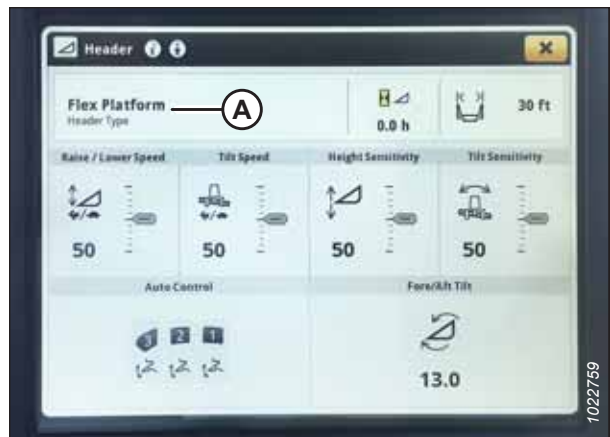 Header
Flex Platform
Header Type
A
0.0 h
30 ft
Raise / Lower Speed
Tilt Speed
Height Sensitivity
Tilt Sensitivity
50
50
50
50
Auto Control
Fore/Aft Tilt
3 2 1
13.0
1022759